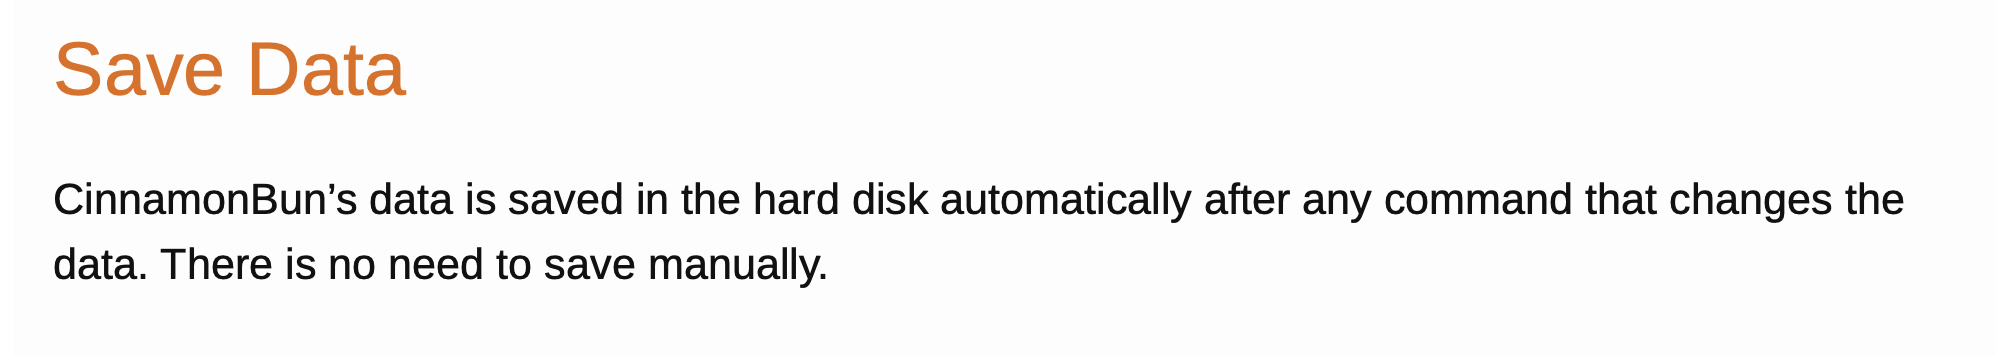 Save Data
CinnamonBun’s data is saved in the hard disk automatically after any command that changes the
data. There is no need to save manually.